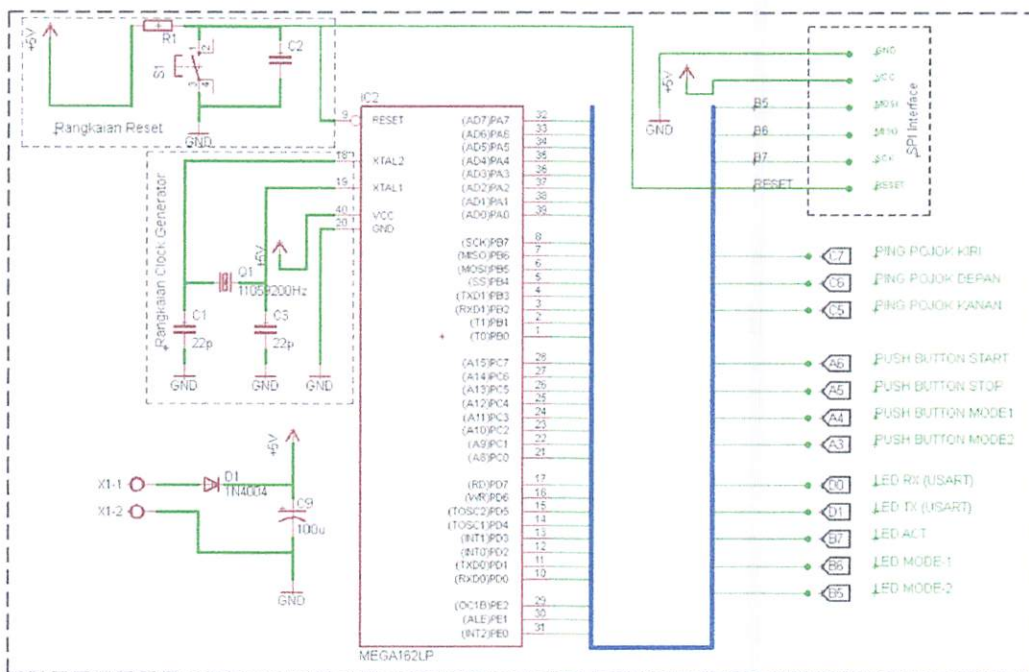 +5V
R1
S1
1
2
3
4
C2
Rangkaian Reset
GND
IC2
9
RESET
18
XTAL2
19
XTAL1
40
VCC
20
GND
+5V
Rangkaian Clock Generator
Q1
11059200Hz
C1
22p
C3
22p
GND
GND
GND
+5V
X1-1
D1
1N4004
X1-2
C9
100u
GND
(AD7)PA7 32
(AD6)PA6 33
(AD5)PA5 34
(AD4)PA4 35
(AD3)PA3 36
(AD2)PA2 37
(AD1)PA1 38
(AD0)PA0 39
(SCK)PB7 8
(MISO)PB6 7
(MOSI)PB5 6
(SS)PB4 5
(TXD1)PB3 4
(RXD1)PB2 3
(T1)PB1 2
(T0)PB0 1
(A15)PC7 28
(A14)PC6 27
(A13)PC5 26
(A12)PC4 25
(A11)PC3 24
(A10)PC2 23
(A9)PC1 22
(A8)PC0 21
(RD)PD7 17
(WR)PD6 16
(TOSC2)PD5 15
(TOSC1)PD4 14
(INT1)PD3 13
(INT0)PD2 12
(TXD0)PD1 11
(RXD0)PD0 10
(OC1B)PE2 29
(ALE)PE1 30
(INT2)PE0 31
MEGA162LP
+5V
GND
GND
VCC
B5 MOSI
B6 MISO
B7 SCK
RESET RESET
SPI Interface
C7 PING POJOK KIRI
C6 PING POJOK DEPAN
C5 PING POJOK KANAN
A6 PUSH BUTTON START
A5 PUSH BUTTON STOP
A4 PUSH BUTTON MODE1
A3 PUSH BUTTON MODE2
D0 LED RX (USART)
D1 LED TX (USART)
B7 LED ACT
B6 LED MODE-1
B5 LED MODE-2